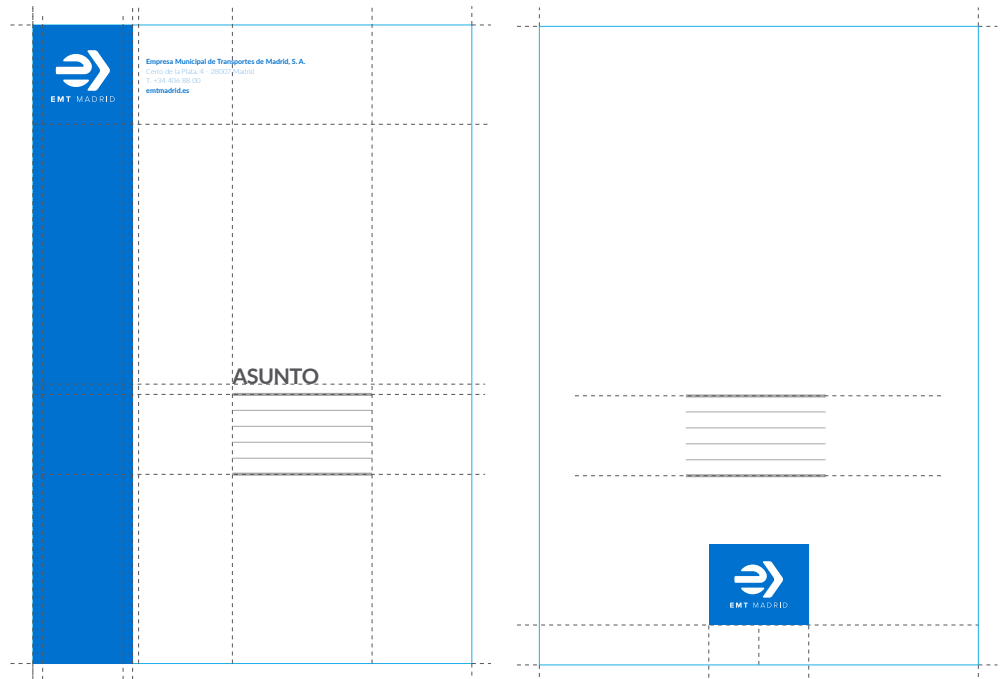 EMT MADRID
Empresa Municipal de Transportes de Madrid, S. A.
Cerro de la Plata, 4 - 28007 Madrid
T. +34 406 88 00
emtmadrid.es
ASUNTO
EMT MADRID